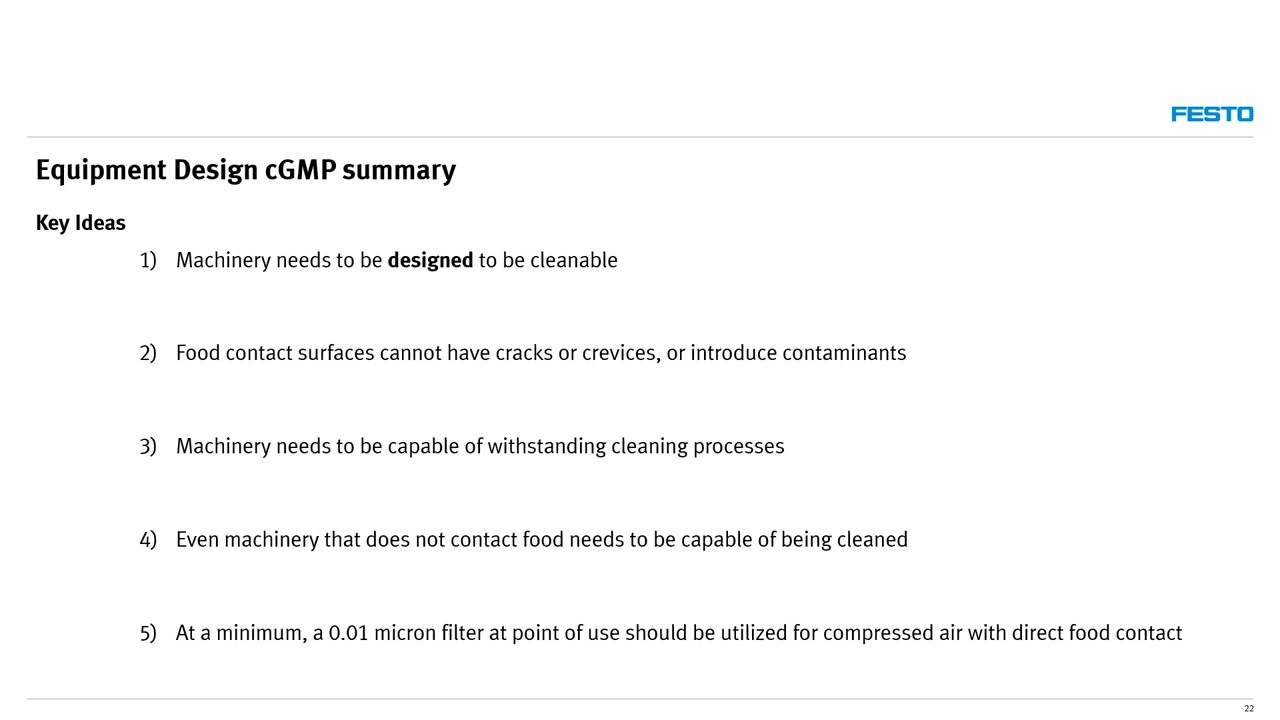 FESTO
Equipment Design cGMP summary
Key Ideas
1) Machinery needs to be designed to be cleanable
2) Food contact surfaces cannot have cracks or crevices, or introduce contaminants
3) Machinery needs to be capable of withstanding cleaning processes
4) Even machinery that does not contact food needs to be capable of being cleaned
5) At a minimum, a 0.01 micron filter at point of use should be utilized for compressed air with direct food contact
22